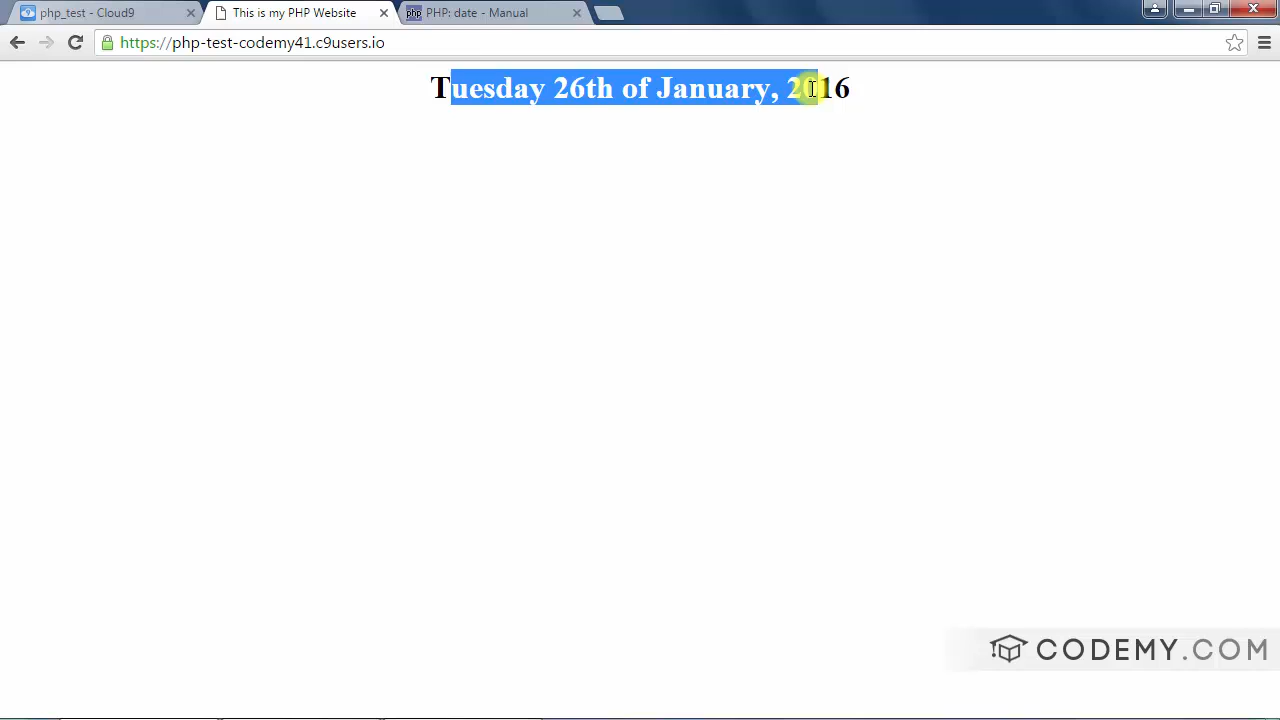 php_test - Cloud9
This is my PHP Website
php
PHP: date - Manual
https://php-test-codemy41.c9users.io
Tuesday 26th of January, 2016
CODEMY.COM